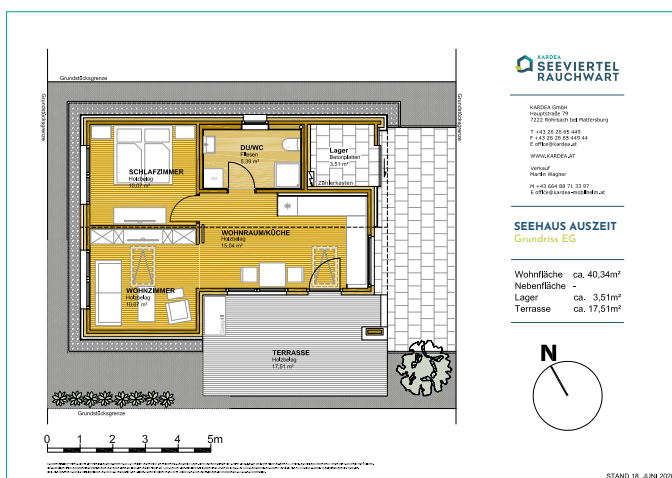 Grundstücksgrenze
Grundstücksgrenze
Grundstücksgrenze
SCHLAFZIMMER
Holzbelag
10,07 m²
DU/WC
Fliesen
5,39 m²
Lager
Betonplatten
3,51 m²
Zählerkasten
WOHNRAUM/KÜCHE
Holzbelag
15,04 m²
WOHNZIMMER
Holzbelag
10,07 m²
TERRASSE
Holzbelag
17,51 m²
Grundstücksgrenze
0 1 2 3 4 5m
KARDEA
SEEVIERTEL
RAUCHWART
KARDEA GmbH
Hauptstraße 79
7222 Rohrbach bei Mattersburg
T +43 26 26 65 449
F +43 26 26 65 449 44
E office@kardea.at
WWW.KARDEA.AT
Verkauf
Martin Wagner
M +43 664 88 71 33 97
E office@kardea-mobilheim.at
SEEHAUS AUSZEIT
Grundriss EG
Wohnfläche ca. 40,34m²
Nebenfläche -
Lager ca. 3,51m²
Terrasse ca. 17,51m²
N
STAND 18. JUNI 2020